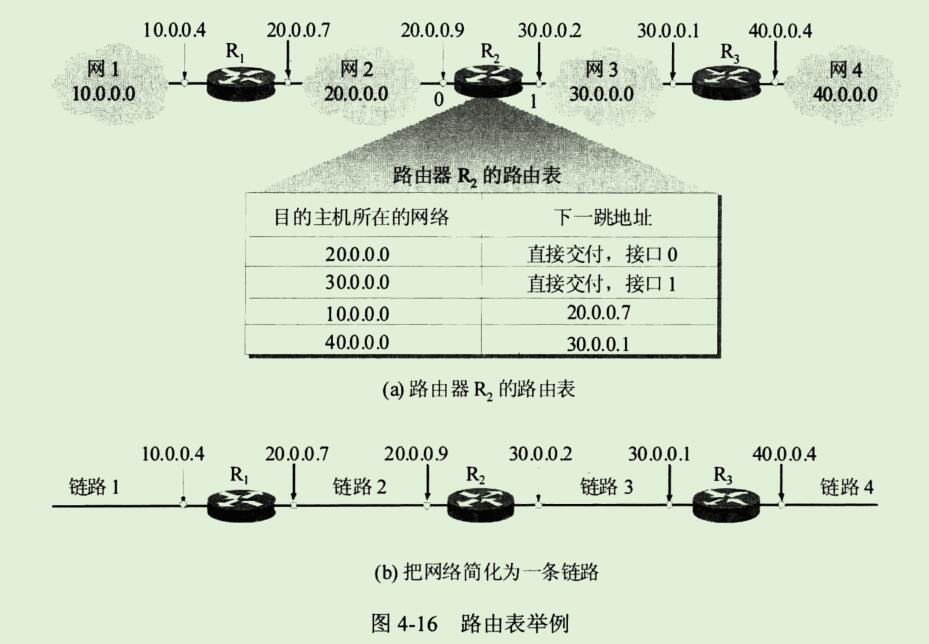 10.0.0.4 20.0.0.7 20.0.0.9 30.0.0.2 30.0.0.1 40.0.0.4
R₁ R₂ R₃
网 1 网 2 网 3 网 4
10.0.0.0 20.0.0.0 30.0.0.0 40.0.0.0
0 1
路由器 R₂ 的路由表
目的主机所在的网络 下一跳地址
20.0.0.0 直接交付，接口 0
30.0.0.0 直接交付，接口 1
10.0.0.0 20.0.0.7
40.0.0.0 30.0.0.1
(a) 路由器 R₂ 的路由表
10.0.0.4 20.0.0.7 20.0.0.9 30.0.0.2 30.0.0.1 40.0.0.4
链路 1 R₁ 链路 2 R₂ 链路 3 R₃ 链路 4
(b) 把网络简化为一条链路
图 4-16 路由表举例